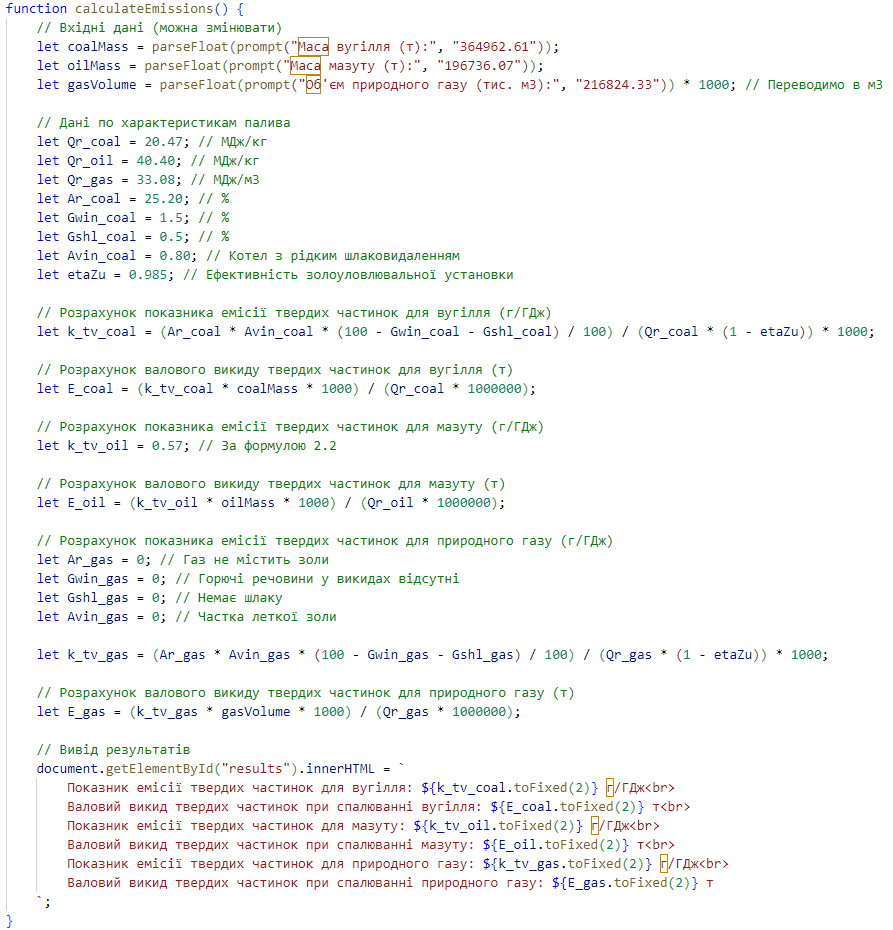 function calculateEmissions() {
// Вхідні дані (можна змінювати)
let coalMass = parseFloat(prompt("Маса вугілля (т):", "364962.61"));
let oilMass = parseFloat(prompt("Маса мазуту (т):", "196736.07"));
let gasVolume = parseFloat(prompt("Об'єм природного газу (тис. м3):", "216824.33")) * 1000; // Переводимо в м3
// Дані по характеристикам палива
let Qr_coal = 20.47; // МДж/кг
let Qr_oil = 40.40; // МДж/кг
let Qr_gas = 33.08; // МДж/м3
let Ar_coal = 25.20; // %
let Gwin_coal = 1.5; // %
let Gshl_coal = 0.5; // %
let Avin_coal = 0.80; // Котел з рідким шлаковидаленням
let etaZu = 0.985; // Ефективність золоуловлювальної установки
// Розрахунок показника емісії твердих частинок для вугілля (г/ГДж)
let k_tv_coal = (Ar_coal * Avin_coal * (100 - Gwin_coal - Gshl_coal) / 100) / (Qr_coal * (1 - etaZu)) * 1000;
// Розрахунок валового викиду твердих частинок для вугілля (т)
let E_coal = (k_tv_coal * coalMass * 1000) / (Qr_coal * 1000000);
// Розрахунок показника емісії твердих частинок для мазуту (г/ГДж)
let k_tv_oil = 0.57; // За формулою 2.2
// Розрахунок валового викиду твердих частинок для мазуту (т)
let E_oil = (k_tv_oil * oilMass * 1000) / (Qr_oil * 1000000);
// Розрахунок показника емісії твердих частинок для природного газу (г/ГДж)
let Ar_gas = 0; // Газ не містить золи
let Gwin_gas = 0; // Горючі речовини у викидах відсутні
let Gshl_gas = 0; // Немає шлаку
let Avin_gas = 0; // Частка леткої золи
let k_tv_gas = (Ar_gas * Avin_gas * (100 - Gwin_gas - Gshl_gas) / 100) / (Qr_gas * (1 - etaZu)) * 1000;
// Розрахунок валового викиду твердих частинок для природного газу (т)
let E_gas = (k_tv_gas * gasVolume * 1000) / (Qr_gas * 1000000);
// Вивід результатів
document.getElementById("results").innerHTML = `
Показник емісії твердих частинок для вугілля: ${k_tv_coal.toFixed(2)} г/ГДж<br>
Валовий викид твердих частинок при спалюванні вугілля: ${E_coal.toFixed(2)} т<br>
Показник емісії твердих частинок для мазуту: ${k_tv_oil.toFixed(2)} г/ГДж<br>
Валовий викид твердих частинок при спалюванні мазуту: ${E_oil.toFixed(2)} т<br>
Показник емісії твердих частинок для природного газу: ${k_tv_gas.toFixed(2)} г/ГДж<br>
Валовий викид твердих частинок при спалюванні природного газу: ${E_gas.toFixed(2)} т
`;
}